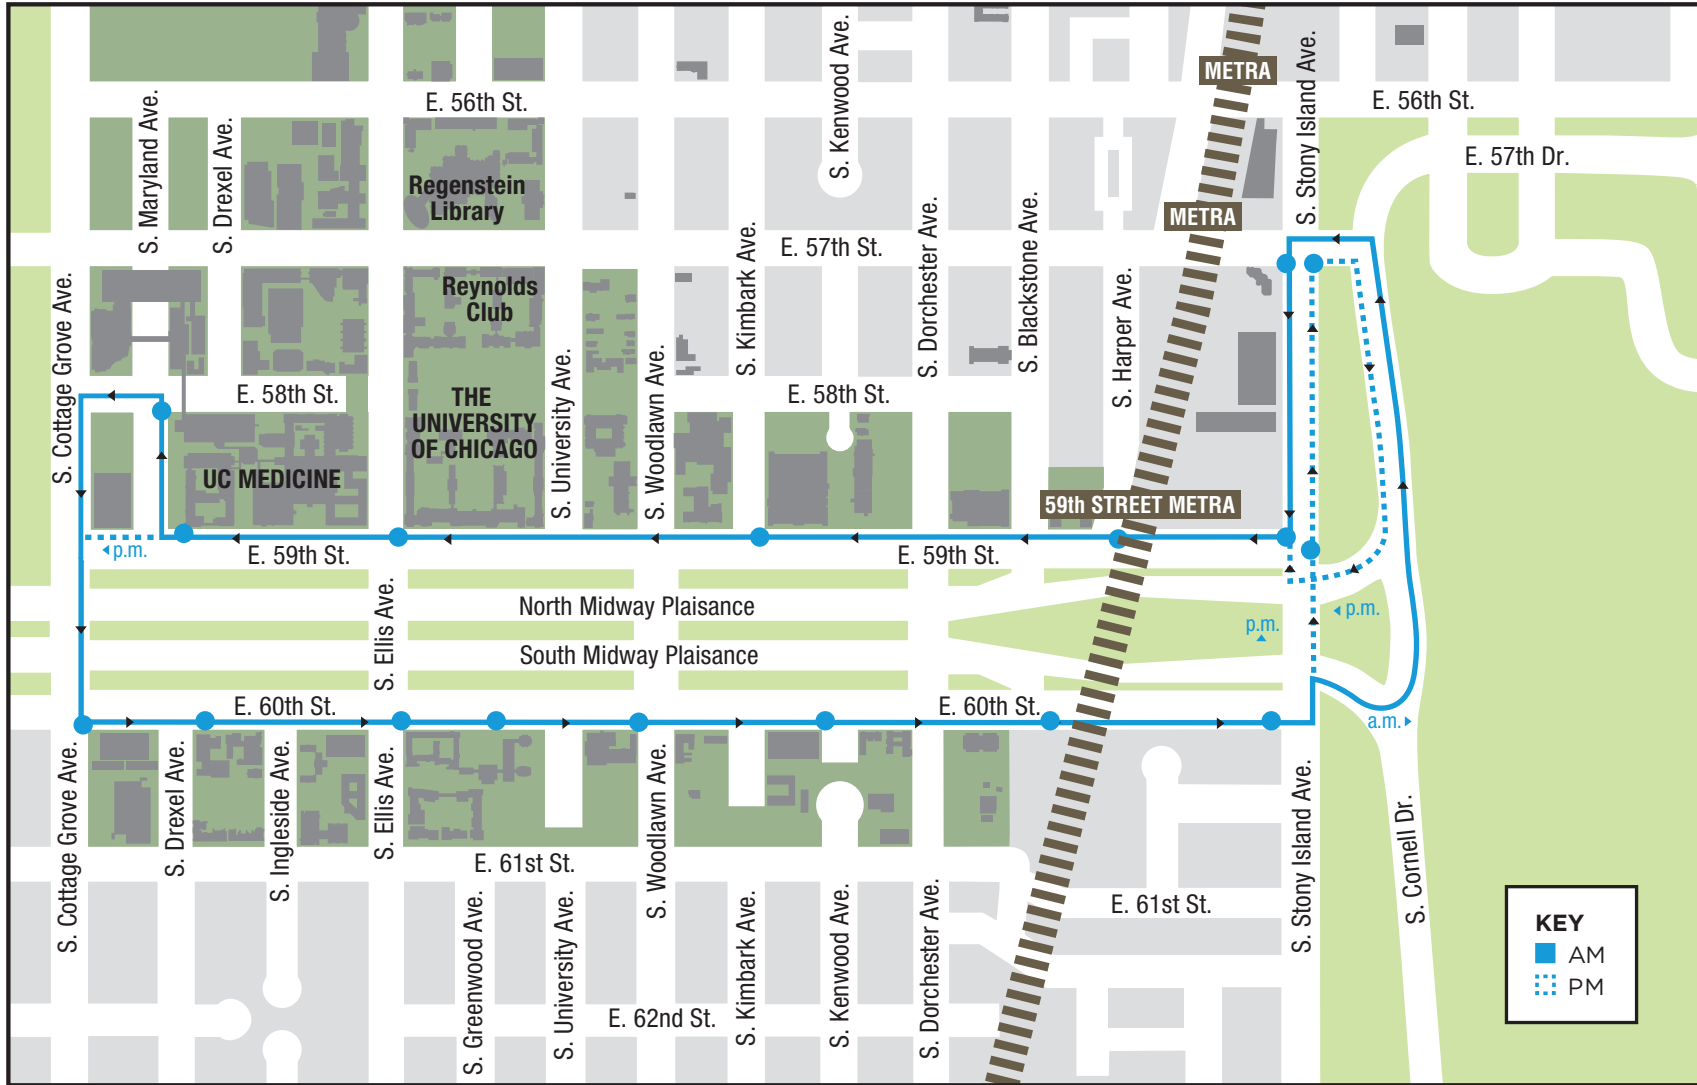 METRA
E. 56th St.
E. 56th St.
S. Kenwood Ave.
S. Stony Island Ave.
S. Maryland Ave.
S. Drexel Ave.
E. 57th Dr.
Regenstein
Library
METRA
E. 57th St.
S. Cottage Grove Ave.
Reynolds
Club
S. Kimbark Ave.
S. Dorchester Ave.
S. Blackstone Ave.
S. Harper Ave.
E. 58th St.
E. 58th St.
THE
UNIVERSITY
OF CHICAGO
S. University Ave.
S. Woodlawn Ave.
UC MEDICINE
59th STREET METRA
p.m.
E. 59th St.
E. 59th St.
S. Ellis Ave.
North Midway Plaisance
South Midway Plaisance
p.m.
p.m.
E. 60th St.
E. 60th St.
a.m.
S. Cottage Grove Ave.
S. Drexel Ave.
S. Ingleside Ave.
S. Ellis Ave.
S. Woodlawn Ave.
E. 61st St.
S. Stony Island Ave.
S. Cornell Dr.
E. 61st St.
S. Greenwood Ave.
S. University Ave.
S. Kimbark Ave.
S. Kenwood Ave.
S. Dorchester Ave.
E. 62nd St.
KEY
AM
PM